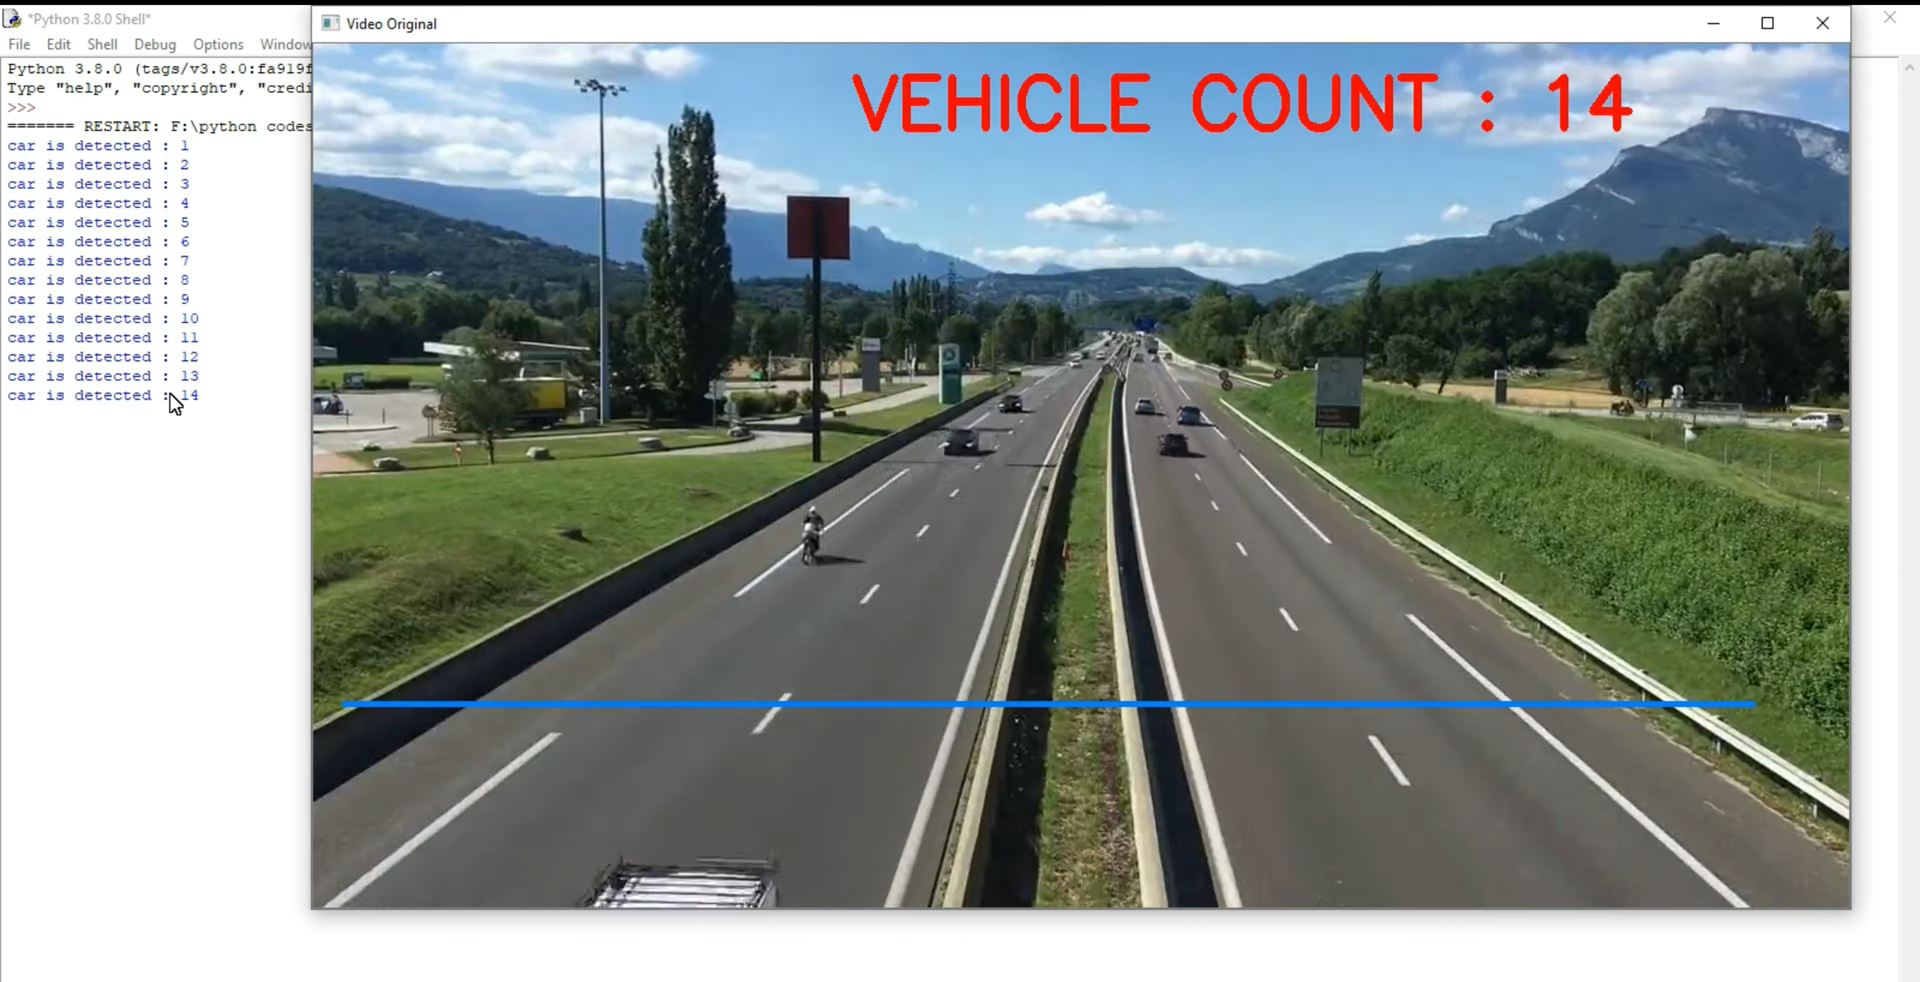 *Python 3.8.0 Shell*
File Edit Shell Debug Options Window
Python 3.8.0 (tags/v3.8.0:fa919f
Type "help", "copyright", "credi
>>>
======= RESTART: F:\python codes
car is detected : 1
car is detected : 2
car is detected : 3
car is detected : 4
car is detected : 5
car is detected : 6
car is detected : 7
car is detected : 8
car is detected : 9
car is detected : 10
car is detected : 11
car is detected : 12
car is detected : 13
car is detected : 14
Video Original
VEHICLE COUNT : 14